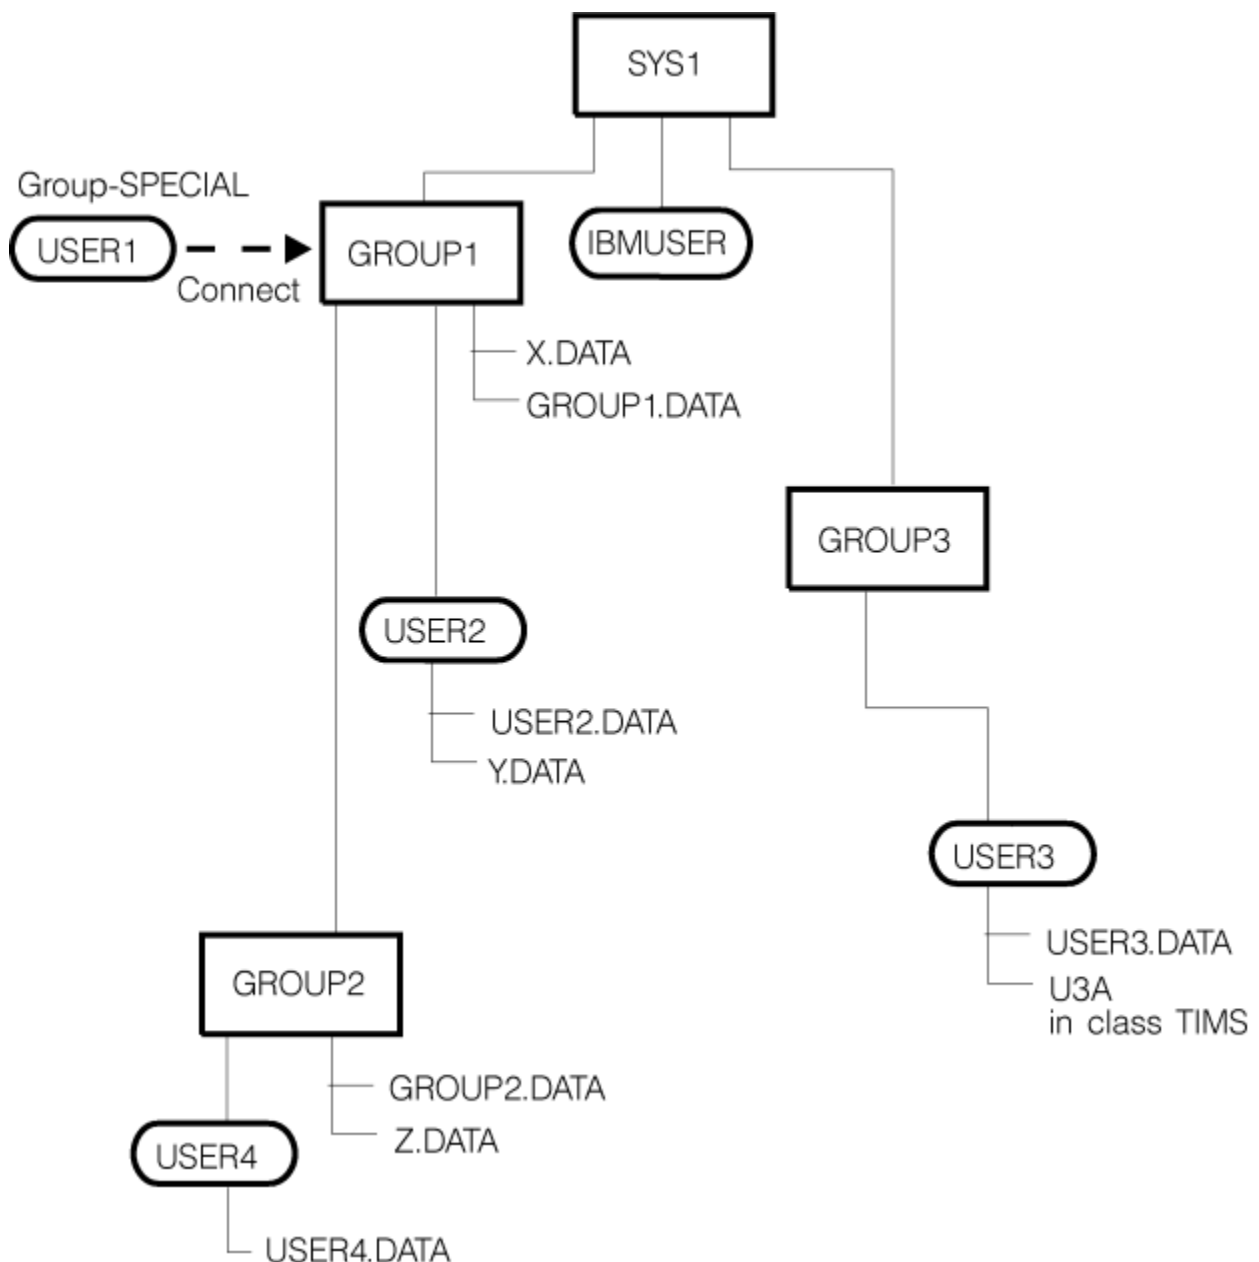 SYS1
Group-SPECIAL
USER1
Connect
GROUP1
IBMUSER
X.DATA
GROUP1.DATA
GROUP3
USER2
USER2.DATA
Y.DATA
USER3
USER3.DATA
U3A
in class TIMS
GROUP2
GROUP2.DATA
Z.DATA
USER4
USER4.DATA